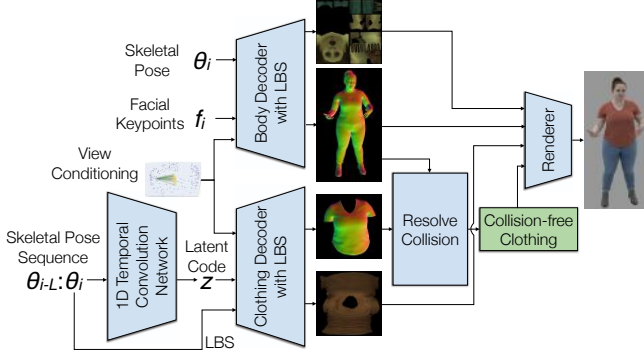 Skeletal
Pose
θi
Facial
Keypoints
fi
View
Conditioning
Body Decoder
with LBS
Renderer
Skeletal Pose
Sequence
θi-L:θi
1D Temporal
Convolution
Network
Latent
Code
z
LBS
Clothing Decoder
with LBS
Resolve
Collision
Collision-free
Clothing